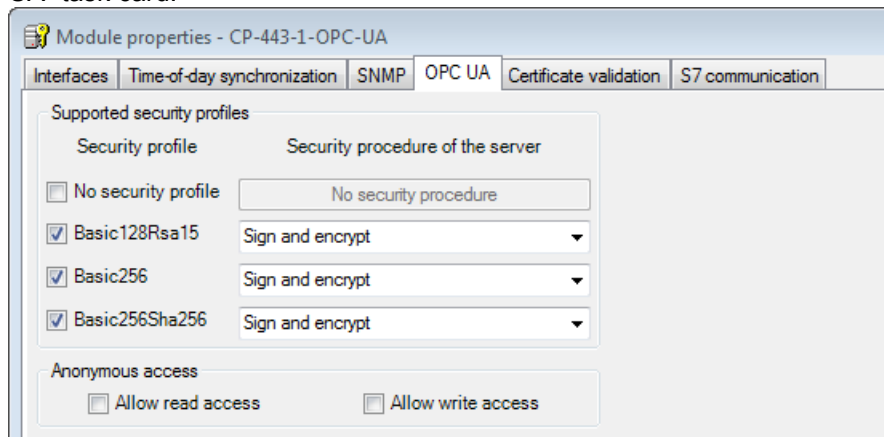 Module properties - CP-443-1-OPC-UA
Interfaces Time-of-day synchronization SNMP OPC UA Certificate validation S7 communication
Supported security profiles
Security profile Security procedure of the server
No security profile No security procedure
Basic128Rsa15 Sign and encrypt
Basic256 Sign and encrypt
Basic256Sha256 Sign and encrypt
Anonymous access
Allow read access Allow write access